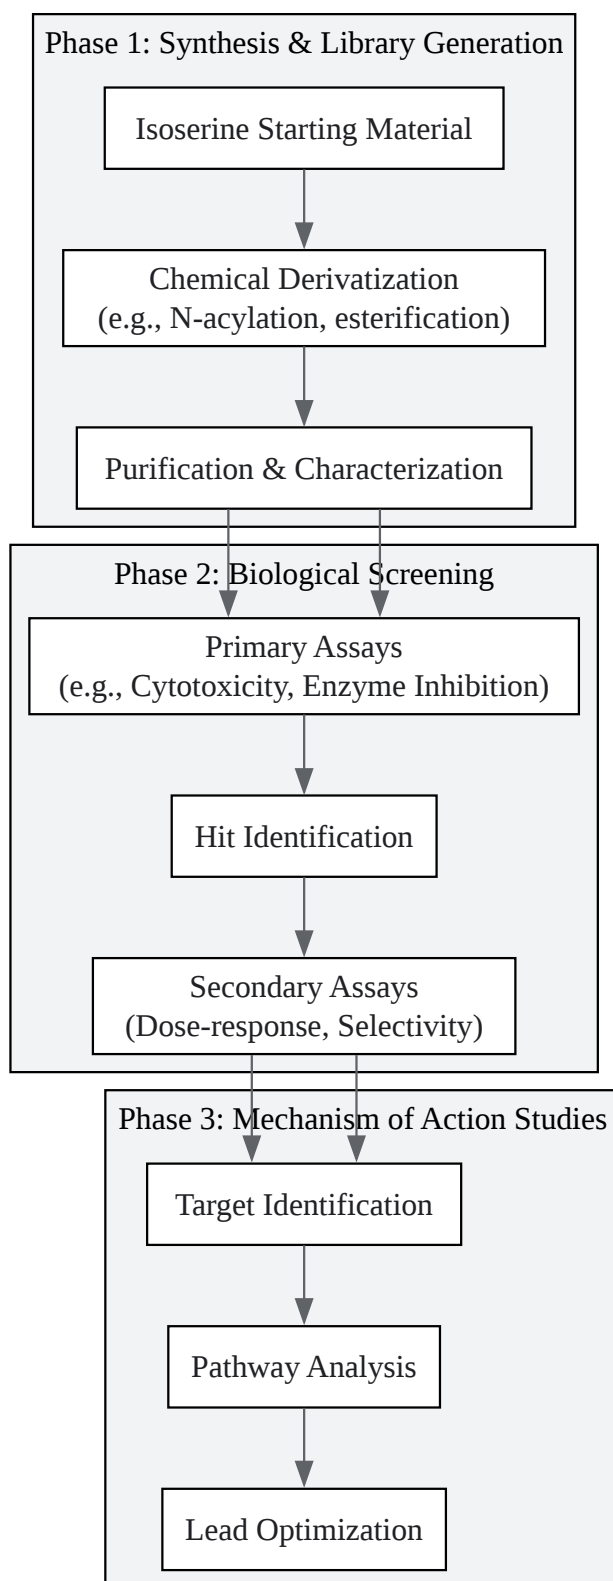 Phase 1: Synthesis & Library Generation
Isoserine Starting Material
Chemical Derivatization
(e.g., N-acylation, esterification)
Purification & Characterization
Phase 2: Biological Screening
Primary Assays
(e.g., Cytotoxicity, Enzyme Inhibition)
Hit Identification
Secondary Assays
(Dose-response, Selectivity)
Phase 3: Mechanism of Action Studies
Target Identification
Pathway Analysis
Lead Optimization